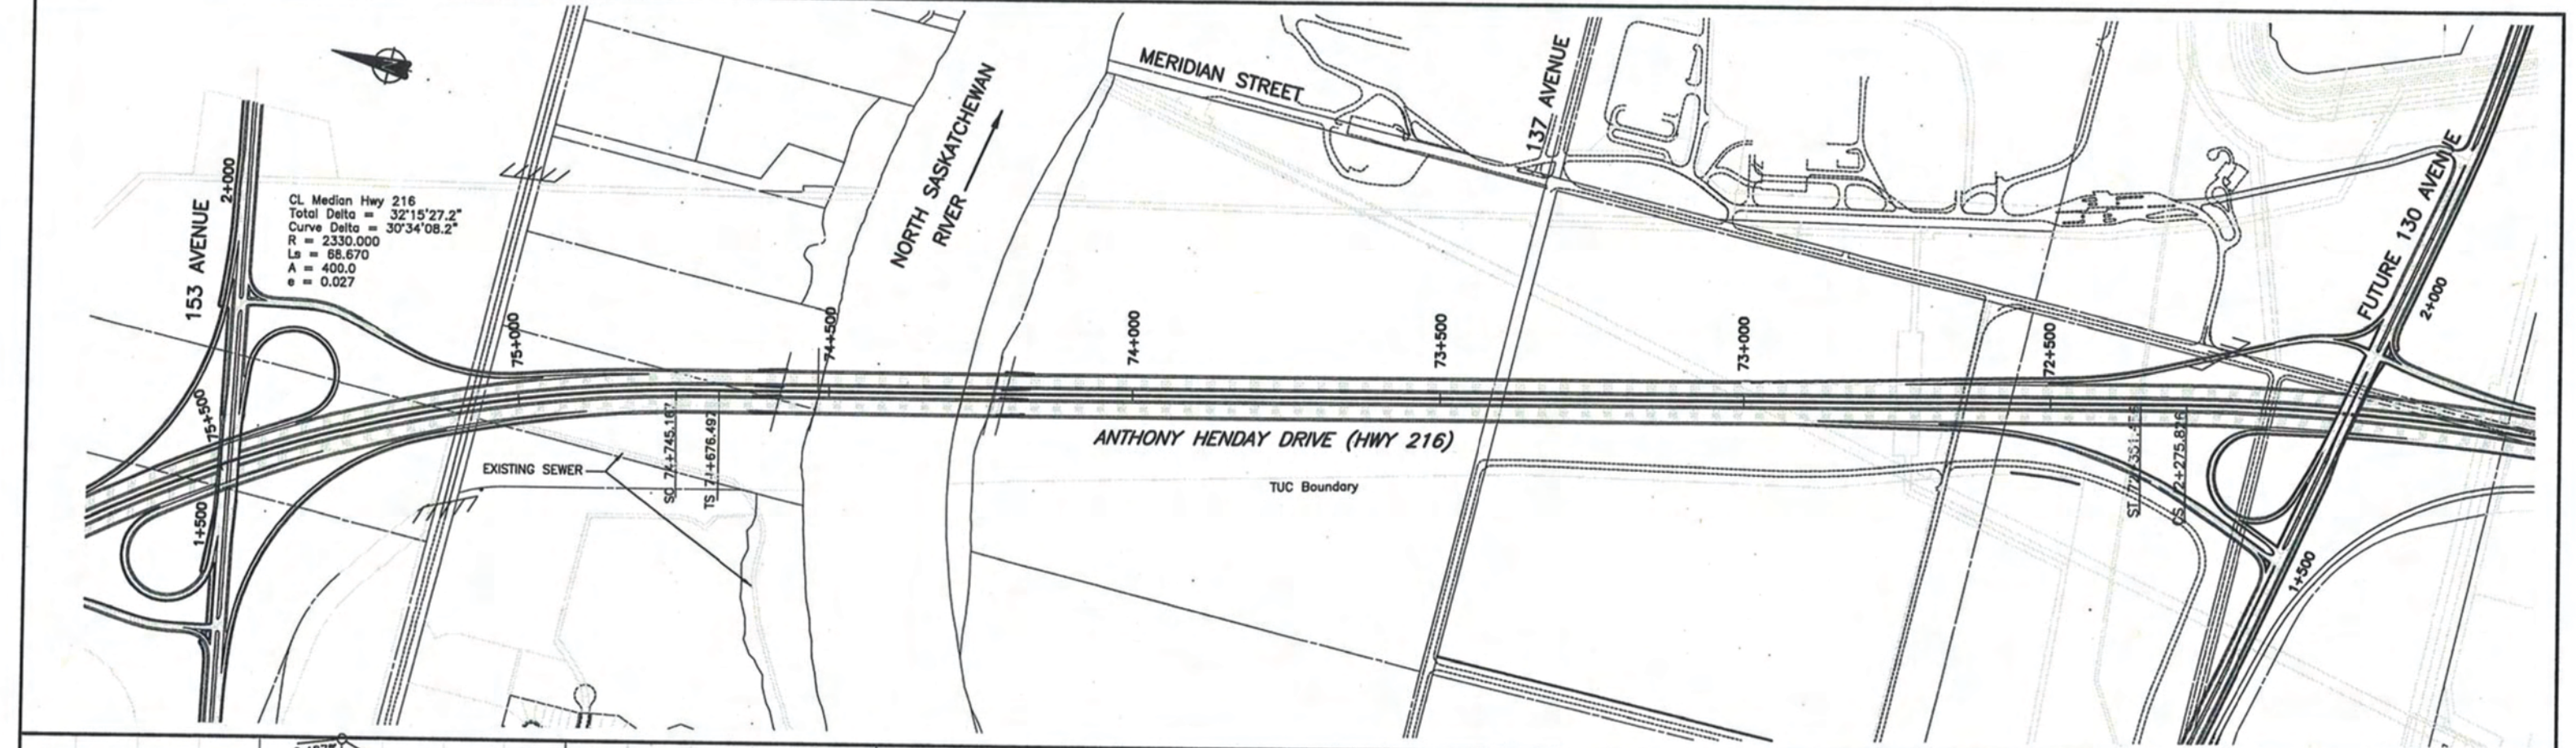 2+000
153 AVENUE
CL Median Hwy 216
Total Delta = 32°15'27.2"
Curve Delta = 30°34'08.2"
R = 2330.000
Ls = 68.670
A = 400.0
e = 0.027
75+500
1+500
75+000
EXISTING SEWER
SC 74+745.167
TS 74+676.497
74+500
NORTH SASKATCHEWAN
RIVER
MERIDIAN STREET
137 AVENUE
74+000
73+500
73+000
72+500
ANTHONY HENDAY DRIVE (HWY 216)
TUC Boundary
CS 72+275.826
FUTURE 130 AVENUE
2+000
1+500